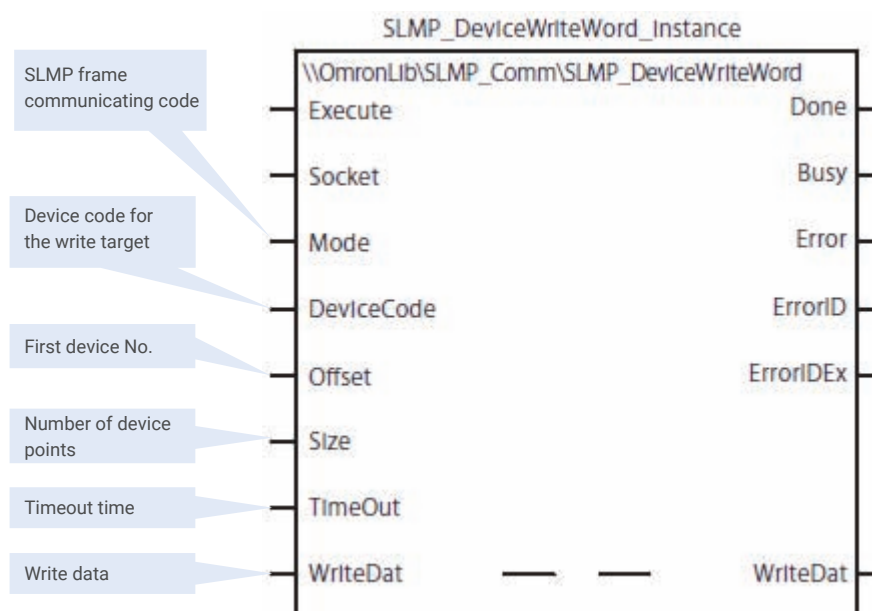 SLMP_DeviceWriteWord_Instance
\\OmronLib\SLMP_Comm\SLMP_DeviceWriteWord
SLMP frame
communicating code
Execute
Done
Socket
Busy
Device code for
the write target
Mode
Error
DeviceCode
ErrorID
First device No.
Offset
ErrorIDEx
Number of device
points
Size
Timeout time
TimeOut
Write data
WriteDat
WriteDat